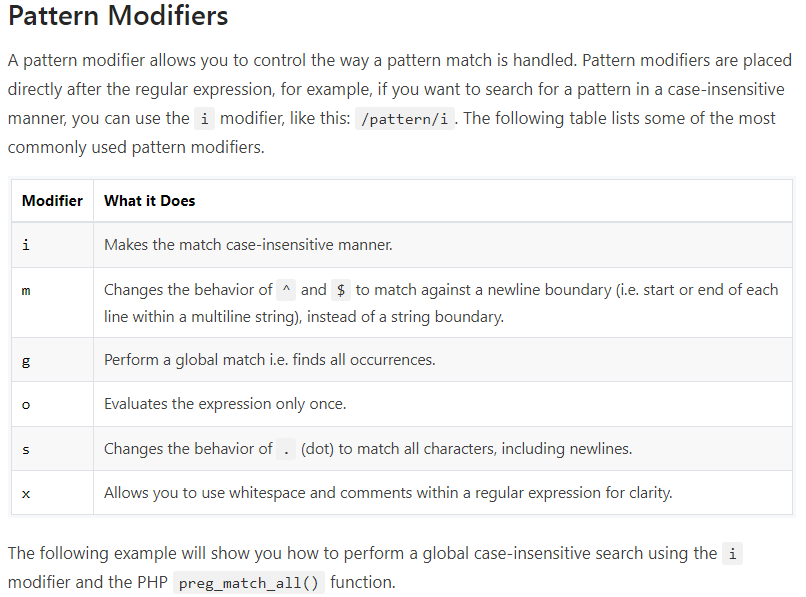 Pattern Modifiers
A pattern modifier allows you to control the way a pattern match is handled. Pattern modifiers are placed
directly after the regular expression, for example, if you want to search for a pattern in a case-insensitive
manner, you can use the i modifier, like this: /pattern/i. The following table lists some of the most
commonly used pattern modifiers.
Modifier What it Does
i Makes the match case-insensitive manner.
m Changes the behavior of ^ and $ to match against a newline boundary (i.e. start or end of each
line within a multiline string), instead of a string boundary.
g Perform a global match i.e. finds all occurrences.
o Evaluates the expression only once.
s Changes the behavior of . (dot) to match all characters, including newlines.
x Allows you to use whitespace and comments within a regular expression for clarity.
The following example will show you how to perform a global case-insensitive search using the i
modifier and the PHP preg_match_all() function.